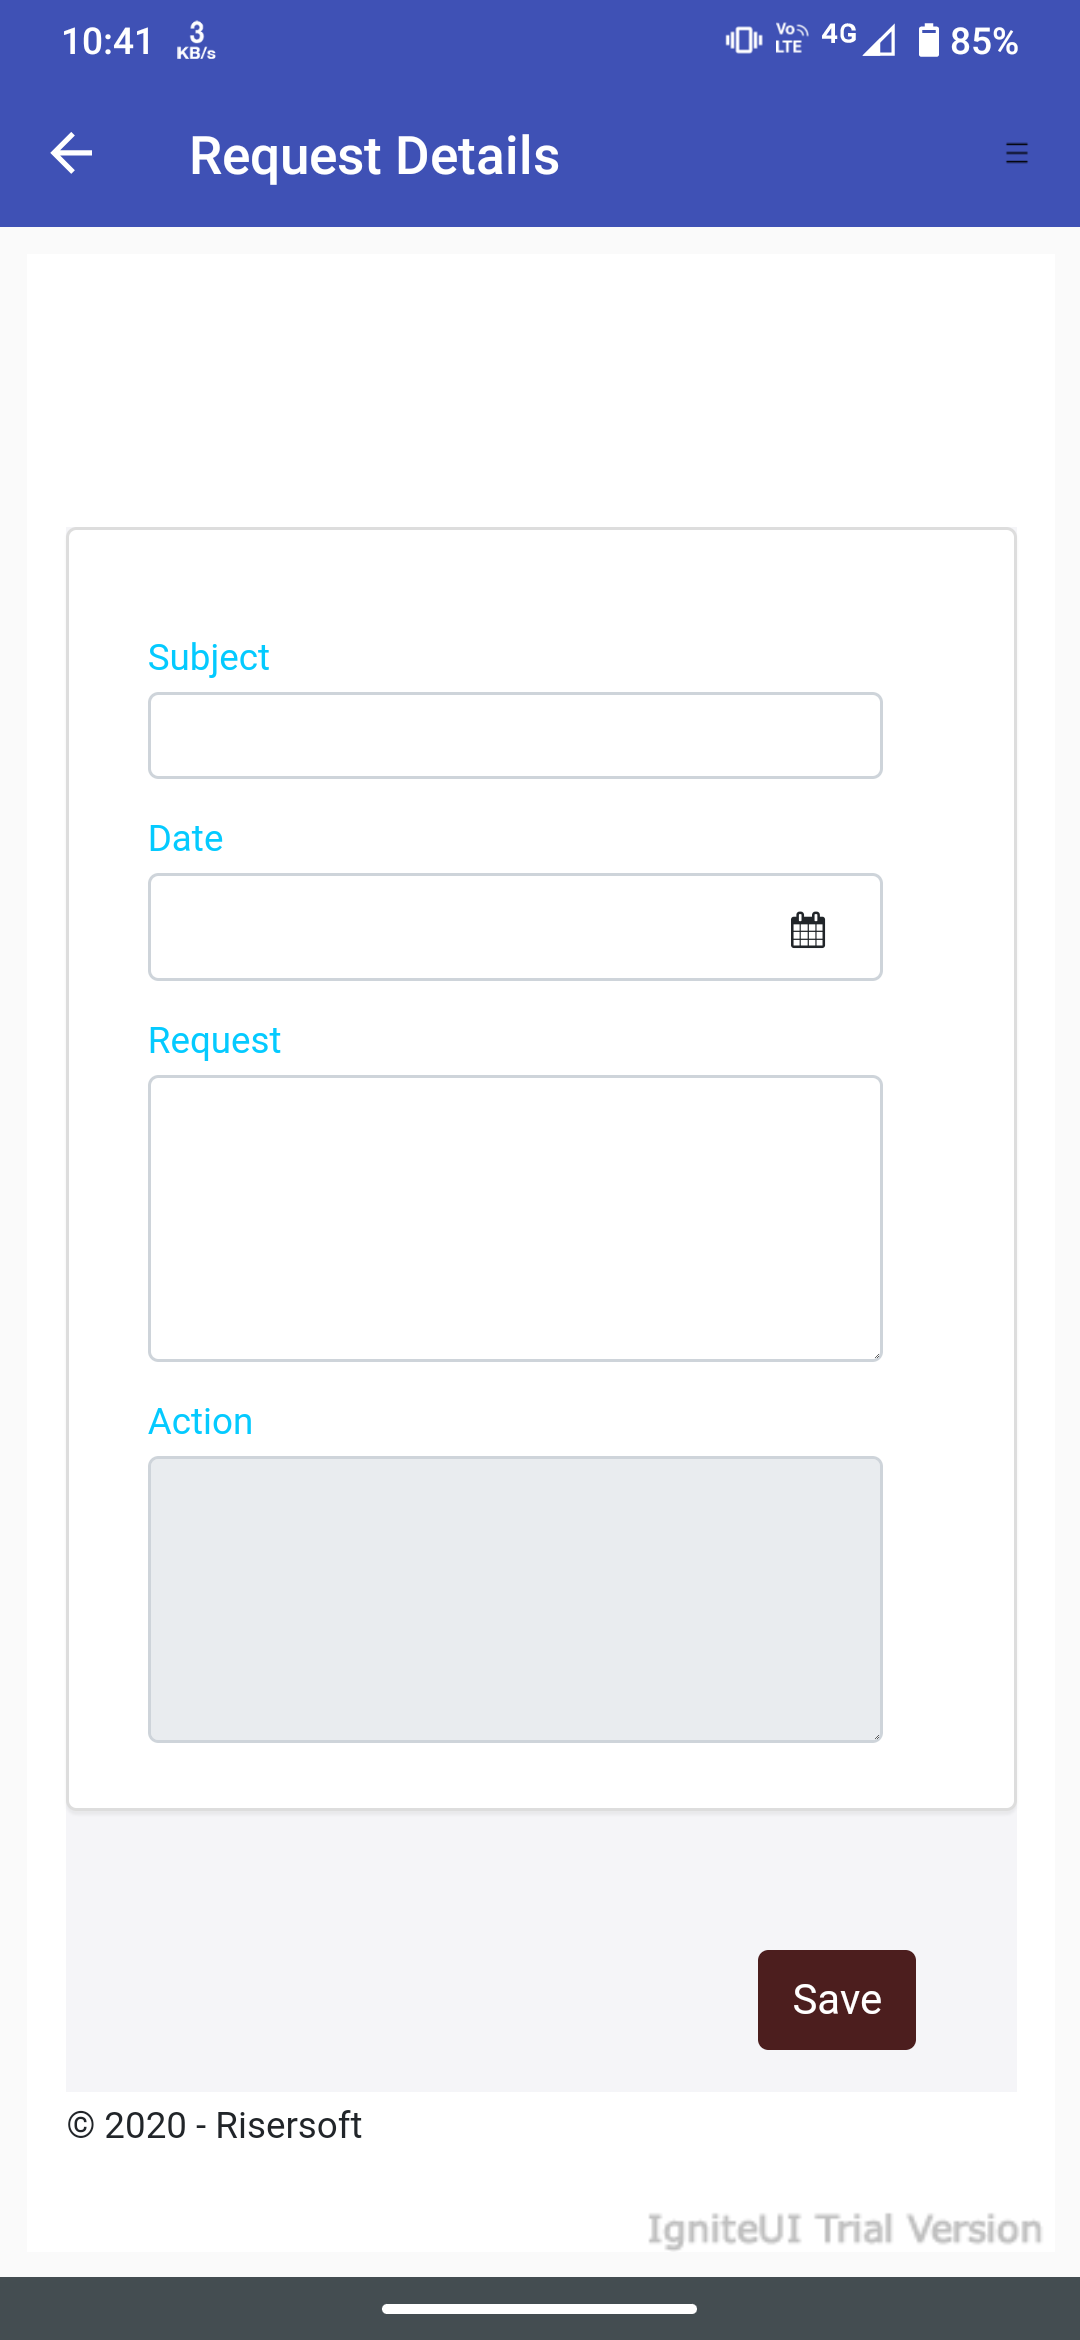 10:41 3 KB/s Vo LTE 4G 85%
Request Details
Subject
Date
Request
Action
Save
© 2020 - Risersoft
IgniteUI Trial Version